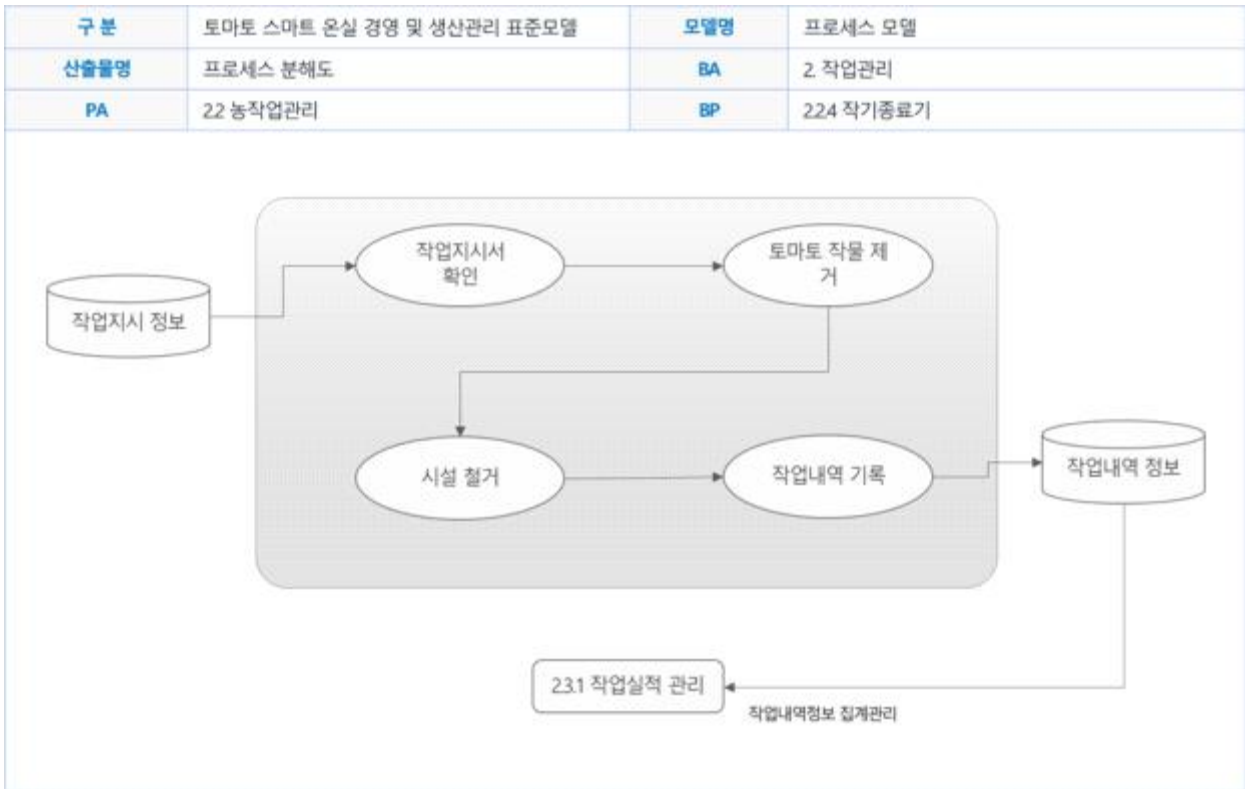 구 분 토마토 스마트 온실 경영 및 생산관리 표준모델 모델명 프로세스 모델
산출물명 프로세스 분해도 BA 2. 작업관리
PA 2.2 농작업관리 BP 2.2.4 작기종료기
작업지시서
확인
토마토 작물 제
거
작업지시 정보
시설 철거
작업내역 기록
작업내역 정보
2.3.1 작업실적 관리
작업내역정보 집계관리